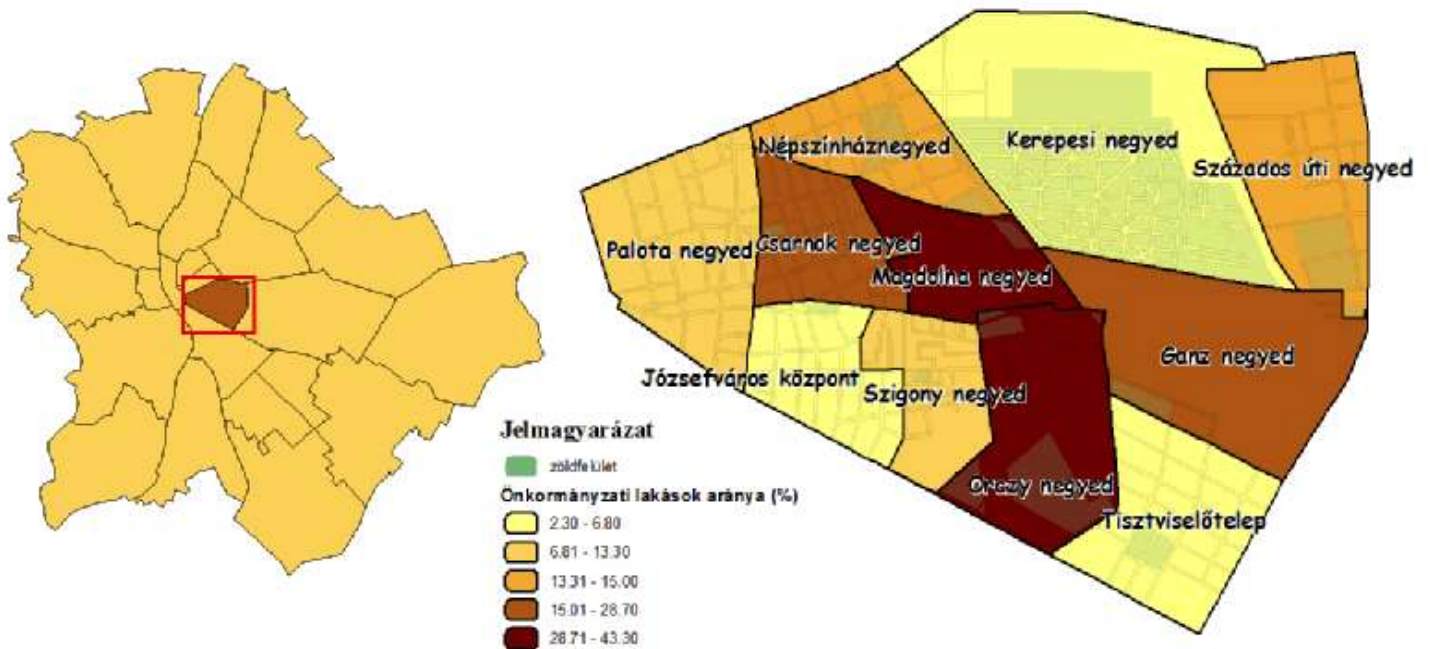 Népszínháznegyed
Kerepesi negyed
Százados úti negyed
Palota negyed
Csarnok negyed
Magdolna negyed
Ganz negyed
Józsefváros központ
Szigony negyed
Orczy negyed
Tisztviselőtelep
Jelmagyarázat
zöldfelület
Önkormányzati lakások aránya (%)
2.30 - 6.80
6.81 - 13.30
13.31 - 15.00
15.01 - 28.70
28.71 - 43.30